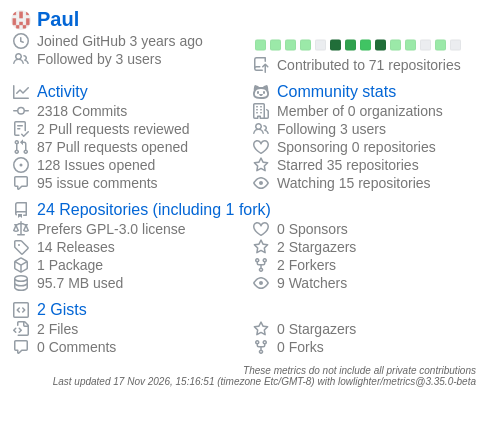 Paul
Joined GitHub 3 years ago
Followed by 3 users
Contributed to 71 repositories
Activity
2318 Commits
2 Pull requests reviewed
87 Pull requests opened
128 Issues opened
95 issue comments
Community stats
Member of 0 organizations
Following 3 users
Sponsoring 0 repositories
Starred 35 repositories
Watching 15 repositories
24 Repositories (including 1 fork)
Prefers GPL-3.0 license
14 Releases
1 Package
95.7 MB used
0 Sponsors
2 Stargazers
2 Forkers
9 Watchers
2 Gists
2 Files
0 Comments
0 Stargazers
0 Forks
These metrics do not include all private contributions
Last updated 17 Nov 2026, 15:16:51 (timezone Etc/GMT-8) with lowlighter/metrics@3.35.0-beta